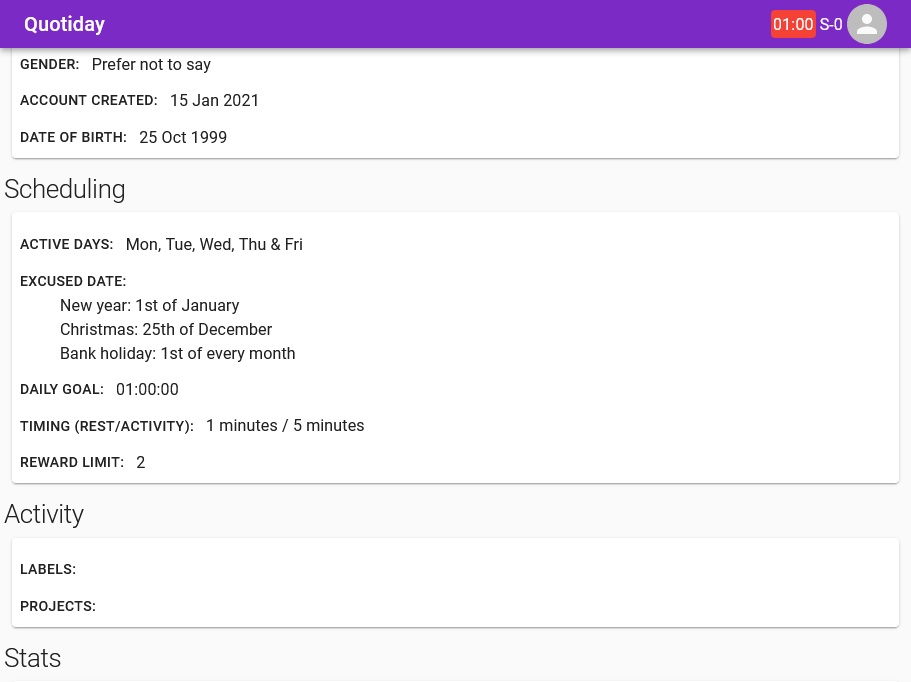 Quotiday
01:00 S-0
GENDER: Prefer not to say
ACCOUNT CREATED: 15 Jan 2021
DATE OF BIRTH: 25 Oct 1999
Scheduling
ACTIVE DAYS: Mon, Tue, Wed, Thu & Fri
EXCUSED DATE:
New year: 1st of January
Christmas: 25th of December
Bank holiday: 1st of every month
DAILY GOAL: 01:00:00
TIMING (REST/ACTIVITY): 1 minutes / 5 minutes
REWARD LIMIT: 2
Activity
LABELS:
PROJECTS:
Stats